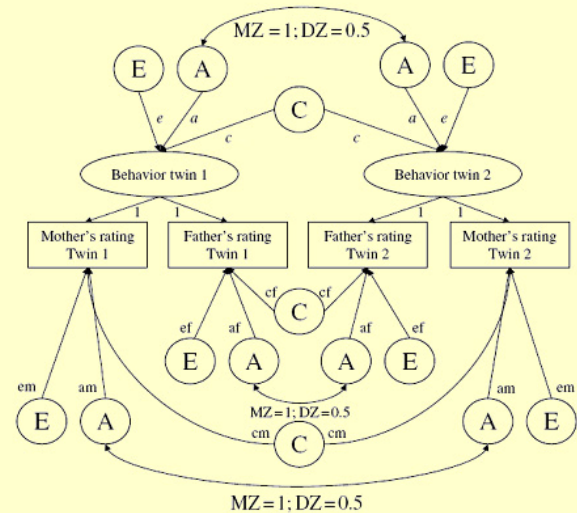 MZ = 1; DZ = 0.5
E A A E
C
e a a e
c c
Behavior twin 1 Behavior twin 2
1 1 1 1
Mother's rating Father's rating Father's rating Mother's rating
Twin 1 Twin 1 Twin 2 Twin 2
cf C cf
ef af af ef
E A A E
em am am em
MZ=1; DZ=0.5
E A A E
cm C cm
MZ = 1; DZ = 0.5